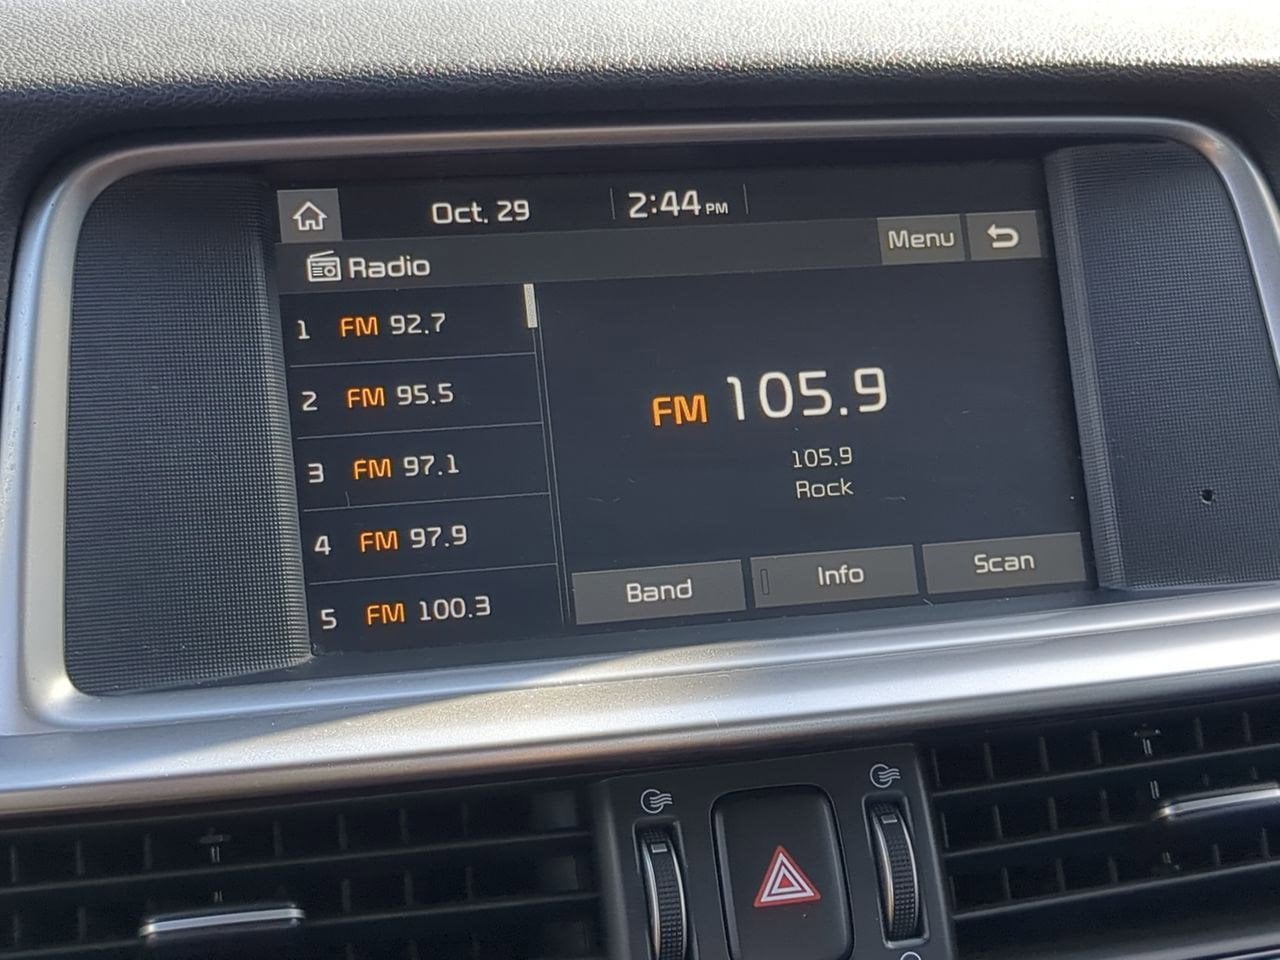 Oct. 29 2:44 PM
Radio
Menu
1 FM 92.7
2 FM 95.5
3 FM 97.1
4 FM 97.9
5 FM 100.3
FM 105.9
105.9
Rock
Band Info Scan